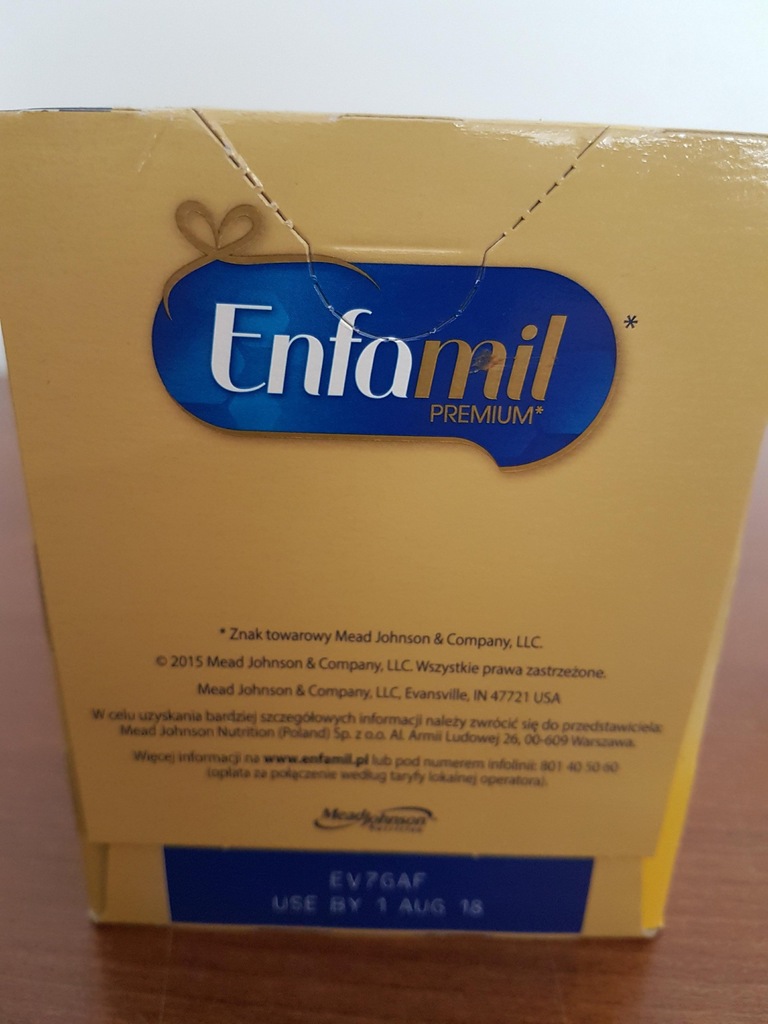 Enfamil
PREMIUM*
*
* Znak towarowy Mead Johnson & Company, LLC.
© 2015 Mead Johnson & Company, LLC. Wszystkie prawa zastrzeżone.
Mead Johnson & Company, LLC, Evansville, IN 47721 USA
W celu uzyskania bardziej szczegółowych informacji należy zwrócić się do przedstawiciela:
Mead Johnson Nutrition (Poland) Sp. z o.o. Al. Armii Ludowej 26, 00-609 Warszawa.
Więcej informacji na www.enfamil.pl lub pod numerem infolinii: 801 40 50 60
(opłata za połączenie według taryfy lokalnej operatora).
MeadJohnson
Nutrition
EV7GAF
USE BY 1 AUG 18